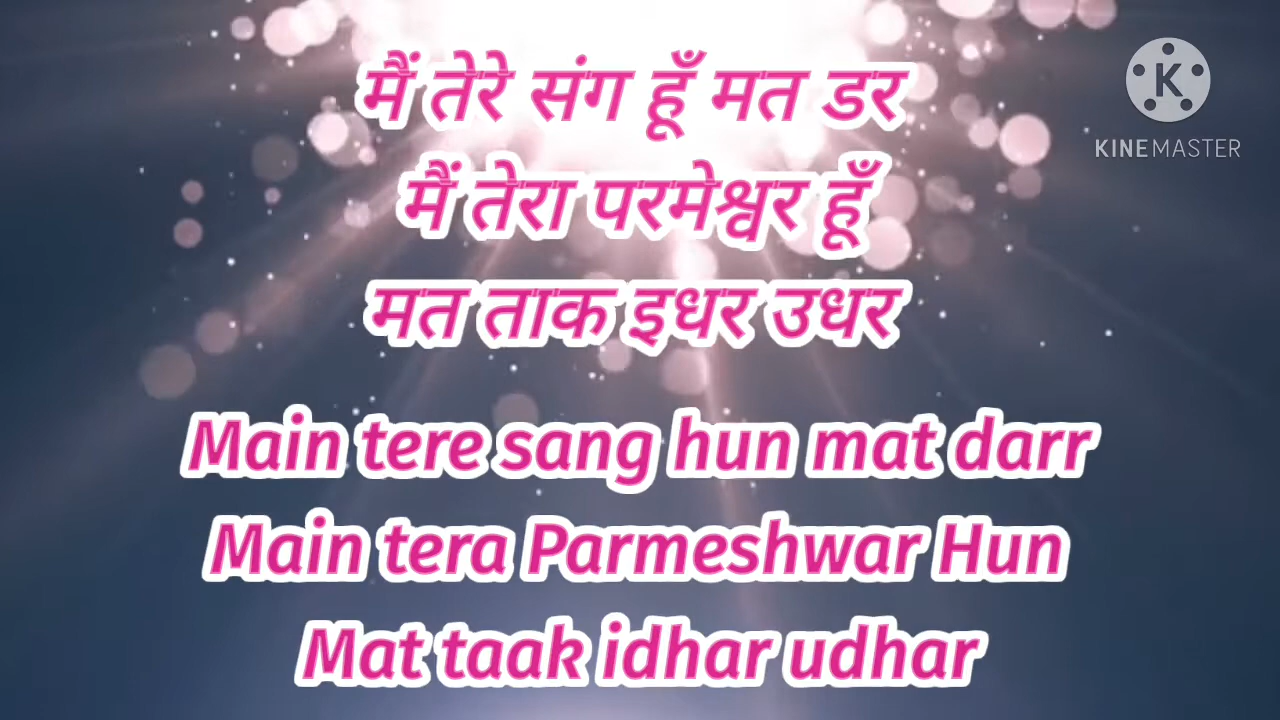 मैं तेरे संग हूँ मत डर
मैं तेरा परमेश्वर हूँ
मत ताक इधर उधर
Main tere sang hun mat darr
Main tera Parmeshwar Hun
Mat taak idhar udhar
K
KINEMASTER